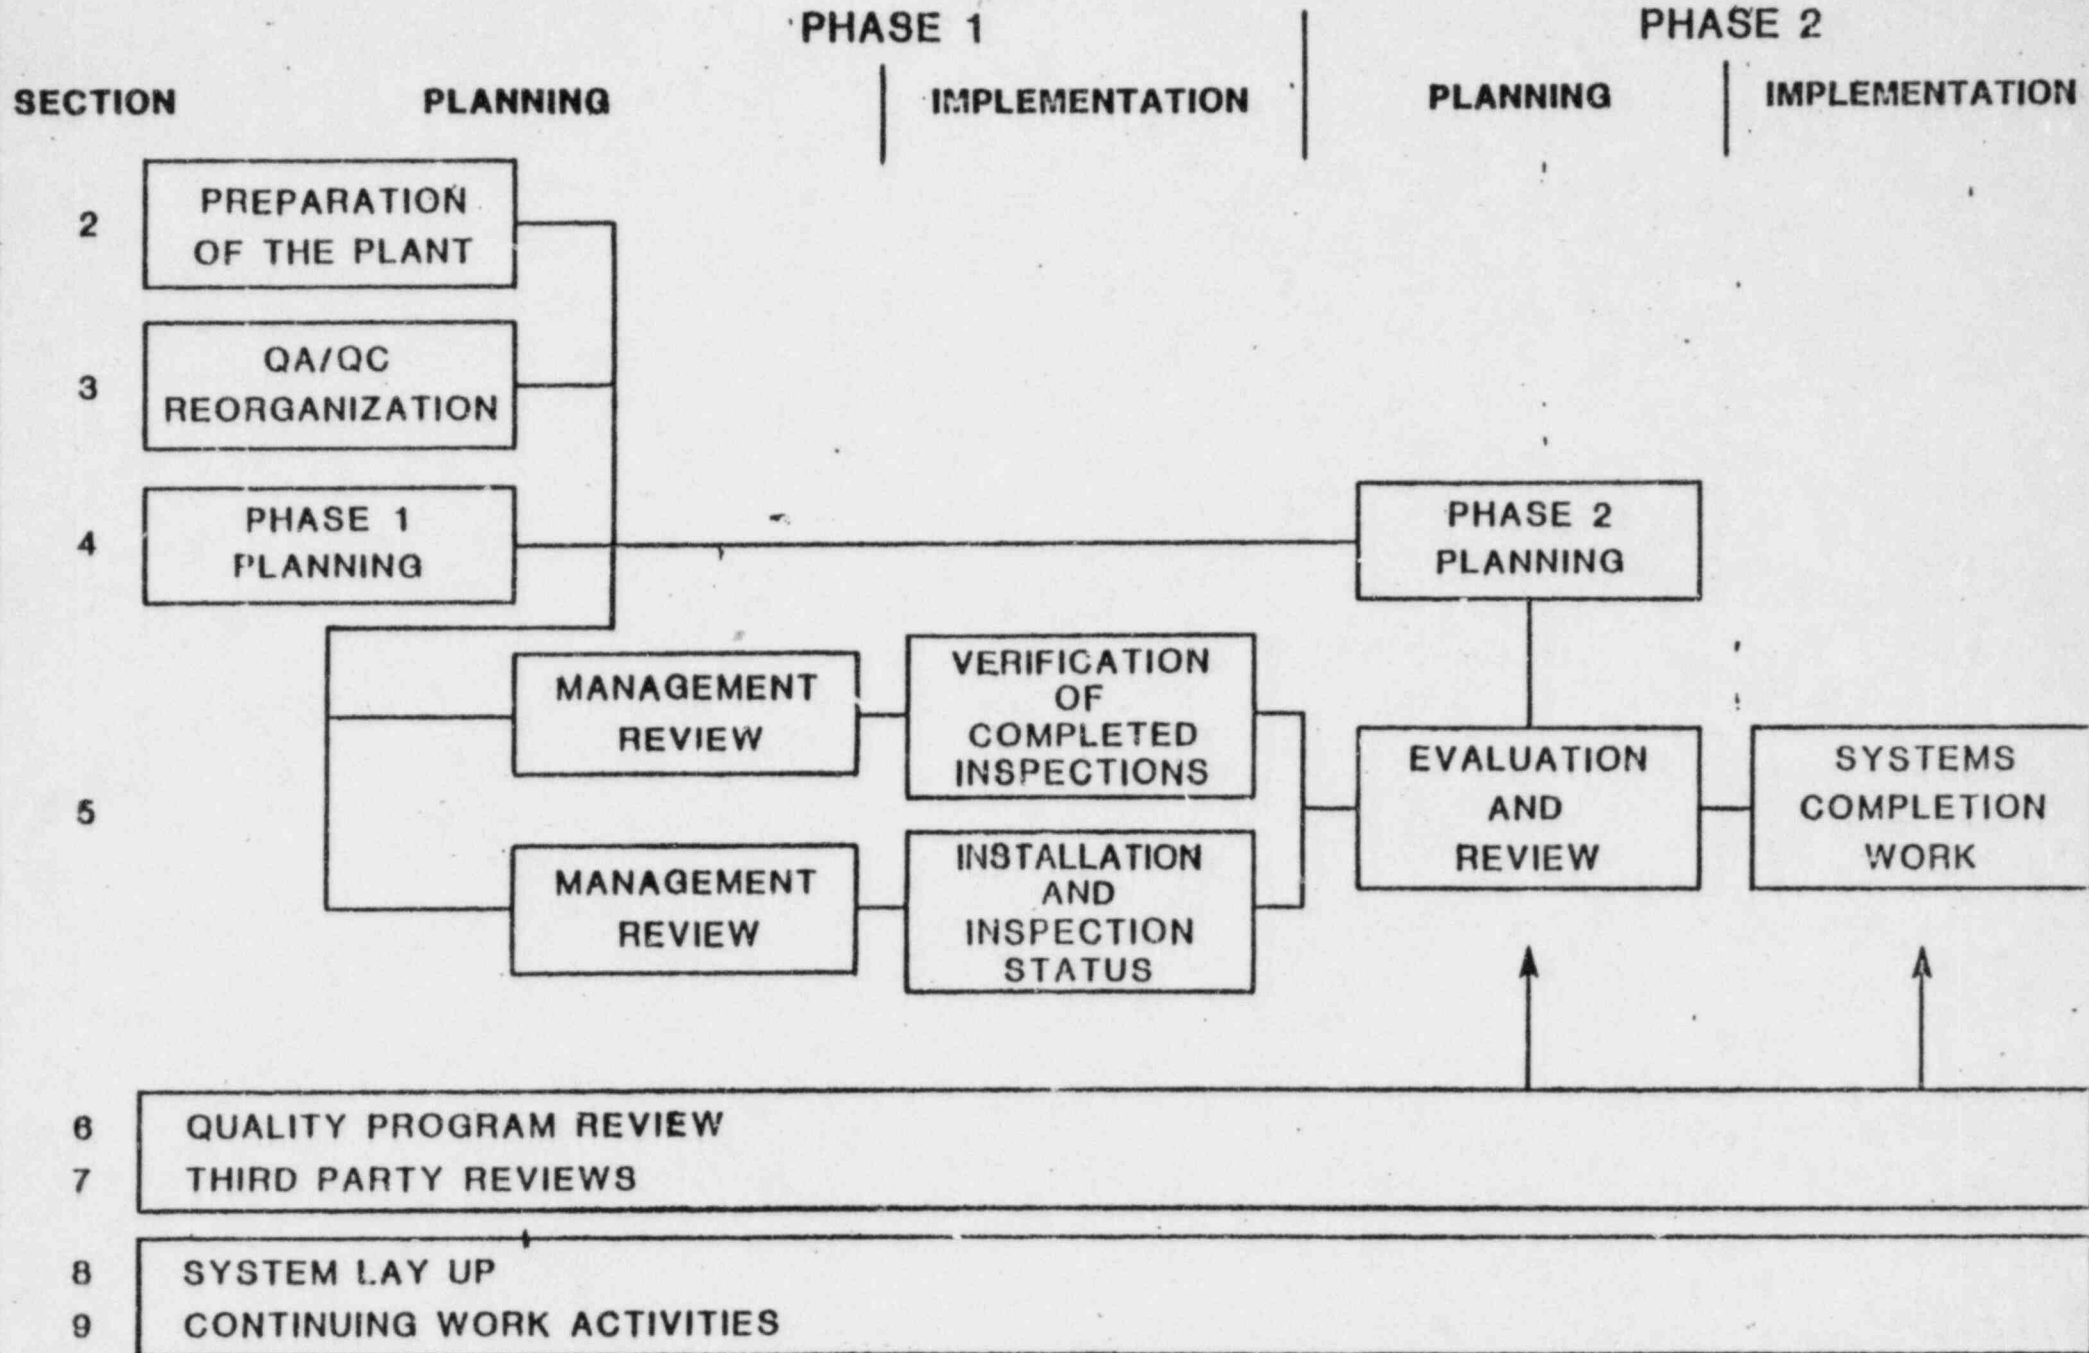 PHASE 1 PHASE 2
SECTION PLANNING IMPLEMENTATION PLANNING IMPLEMENTATION
2
PREPARATION
OF THE PLANT
3
QA/QC
REORGANIZATION
4
PHASE 1
PLANNING
PHASE 2
PLANNING
5
MANAGEMENT
REVIEW
VERIFICATION
OF
COMPLETED
INSPECTIONS
MANAGEMENT
REVIEW
INSTALLATION
AND
INSPECTION
STATUS
EVALUATION
AND
REVIEW
SYSTEMS
COMPLETION
WORK
6 QUALITY PROGRAM REVIEW
7 THIRD PARTY REVIEWS
8 SYSTEM LAY UP
9 CONTINUING WORK ACTIVITIES